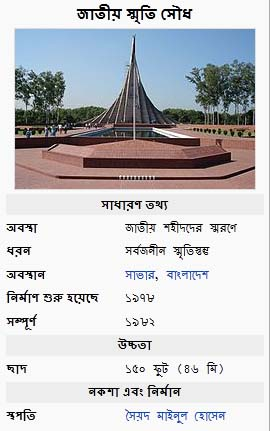 জাতীয় স্মৃতি সৌধ
সাধারণ তথ্য
অবস্থা জাতীয় শহীদদের স্মরণে
ধরন সর্বজনীন স্মৃতিস্তম্ভ
অবস্থান সাভার, বাংলাদেশ
নির্মাণ শুরু হয়েছে ১৯৭৮
সম্পূর্ণ ১৯৮২
উচ্চতা
ছাদ ১৫০ ফুট (৪৬ মি)
নকশা এবং নির্মান
স্থপতি সৈয়দ মাইনুল হোসেন